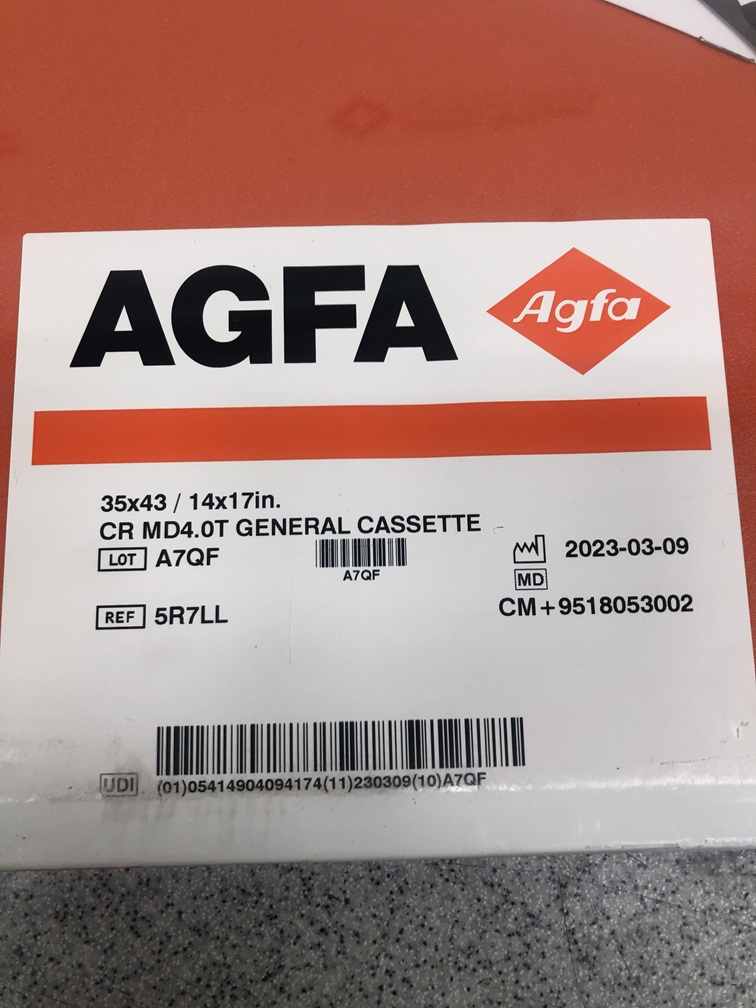 AGFA
Agfa
35x43 / 14x17in.
CR MD4.0T GENERAL CASSETTE
LOT A7QF
A7QF
2023-03-09
MD
REF 5R7LL
CM+9518053002
UDI (01)05414904094174(11)230309(10)A7QF